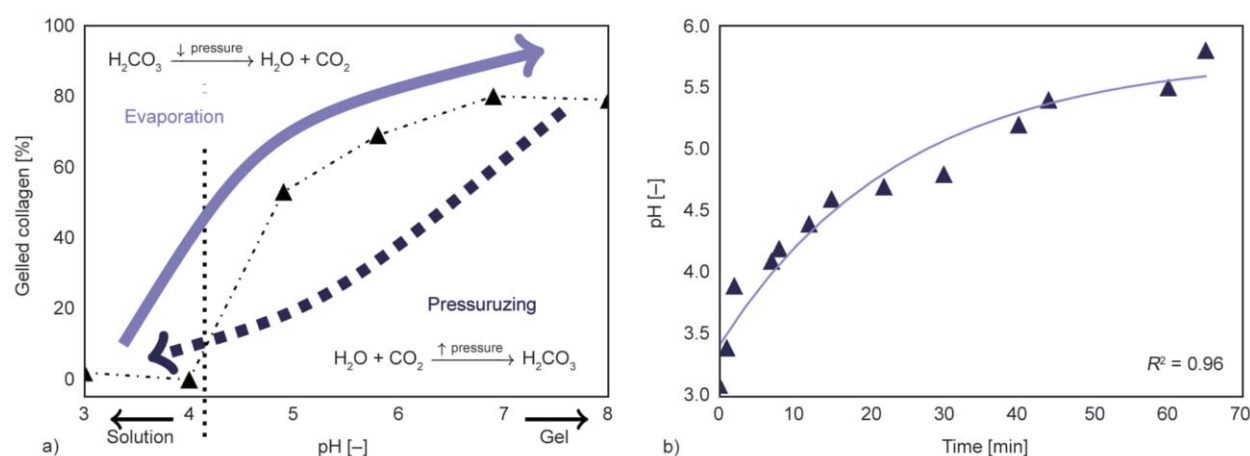 100
80
60
40
20
0
Gelled collagen [%]
H₂CO₃ ↓ pressure → H₂O + CO₂
Evaporation
Pressuruzing
H₂O + CO₂ ↑ pressure → H₂CO₃
3 4 5 6 7 8
Solution
Gel
pH [–]
a)
6.0
5.5
5.0
4.5
4.0
3.5
3.0
pH [–]
R² = 0.96
0 10 20 30 40 50 60 70
Time [min]
b)